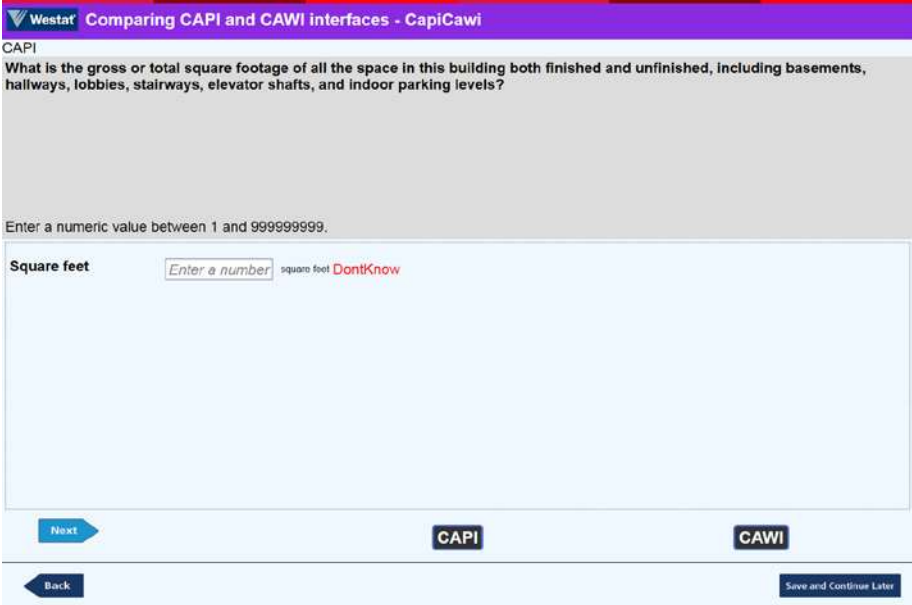 Westat Comparing CAPI and CAWI interfaces - CapiCawi
CAPI
What is the gross or total square footage of all the space in this building both finished and unfinished, including basements,
hallways, lobbies, stairways, elevator shafts, and indoor parking levels?
Enter a numeric value between 1 and 999999999.
Square feet Enter a number square feet DontKnow
Next CAPI CAWI
Back Save and Continue Later